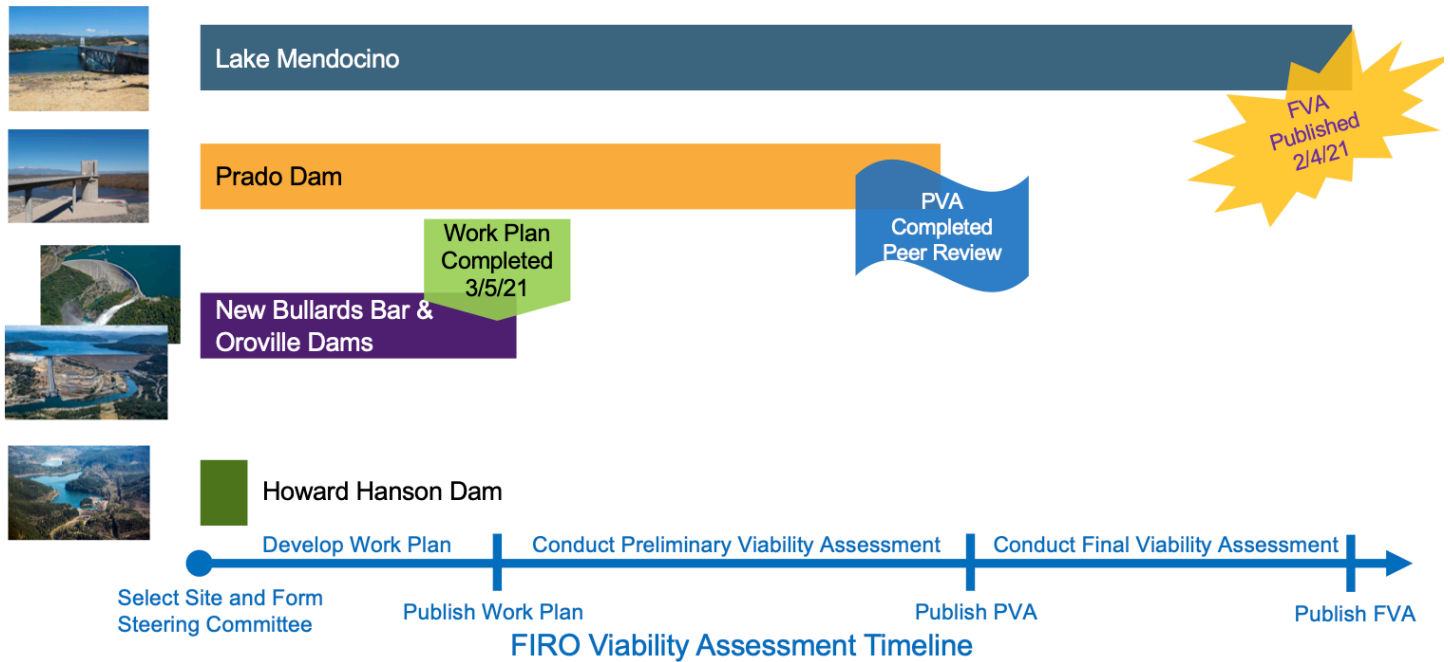 Lake Mendocino
FVA
Published
2/4/21
Prado Dam
PVA
Completed
Peer Review
Work Plan
Completed
3/5/21
New Bullards Bar &
Oroville Dams
Howard Hanson Dam
Develop Work Plan
Conduct Preliminary Viability Assessment
Conduct Final Viability Assessment
Select Site and Form
Steering Committee
Publish Work Plan
Publish PVA
Publish FVA
FIRO Viability Assessment Timeline